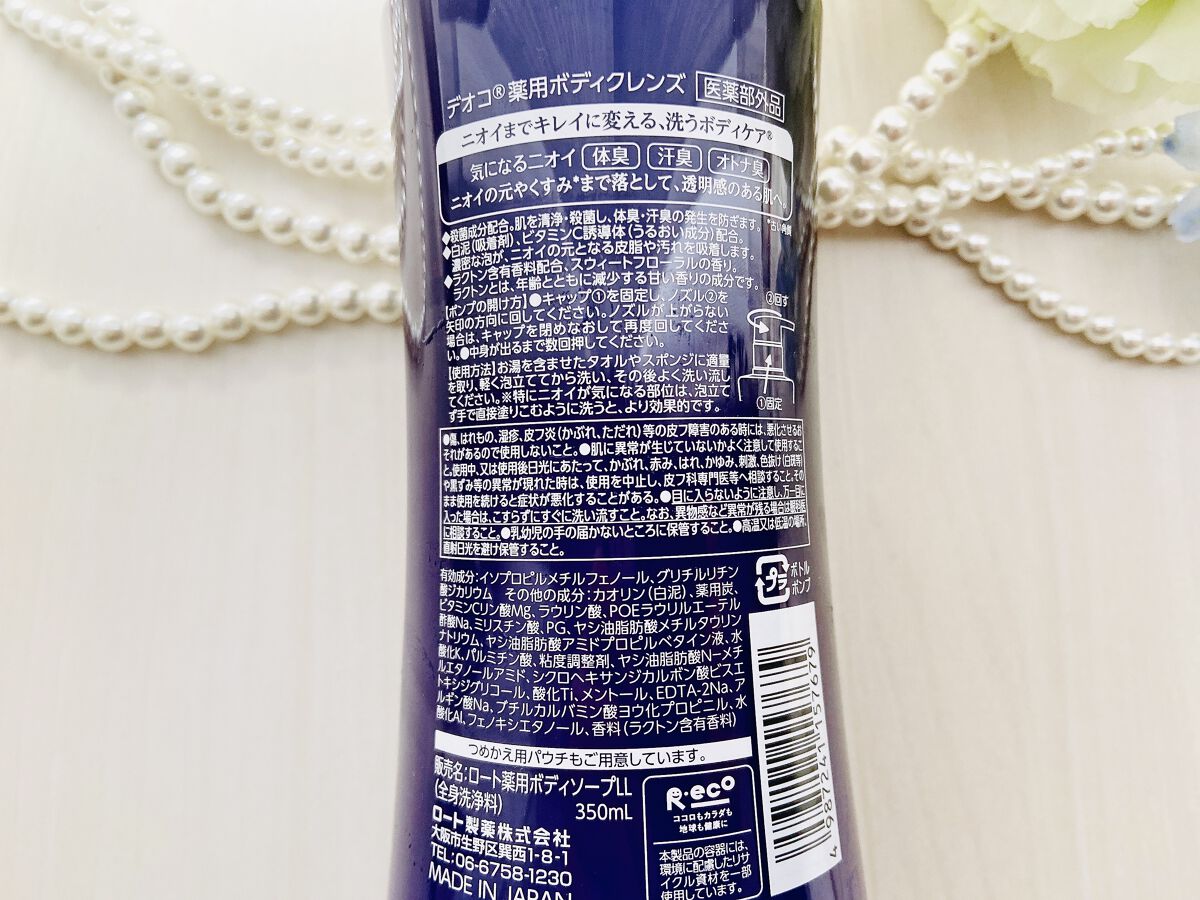 デオコ®薬用ボディクレンズ 医薬部外品
ニオイまでキレイに変える、洗うボディケア®
気になるニオイ 体臭 汗臭 オトナ臭
ニオイの元やくすみ*まで落として、透明感のある肌へ。
*古い角質
◆殺菌成分配合。肌を清浄・殺菌し、体臭・汗臭の発生を防ぎます。
◆白泥(吸着剤)、ビタミンC誘導体(うるおい成分)配合。
濃密な泡が、ニオイの元となる皮脂や汚れを吸着します。
◆ラクトン含有香料配合、スウィートフローラルの香り。
ラクトンとは、年齢とともに減少する甘い香りの成分です。
【ポンプの開け方】●キャップ①を固定し、ノズル②を
矢印の方向に回してください。ノズルが上がらない
場合は、キャップを閉めなおして再度回してくださ
い。●中身が出るまで数回押してください。
②回す
①固定
【使用方法】お湯を含ませたタオルやスポンジに適量
を取り、軽く泡立ててから洗い、その後よく洗い流し
てください。※特にニオイが気になる部位は、泡立て
ず手で直接塗りこむように洗うと、より効果的です。
●傷、はれもの、湿疹、皮フ炎(かぶれ、ただれ)等の皮フ障害のある時には、悪化させるお
それがあるので使用しないこと。●肌に異常が生じていないかよく注意して使用するこ
と。使用中、又は使用後日光にあたって、かぶれ、赤み、はれ、かゆみ、刺激、色抜け(白斑等)
や黒ずみ等の異常が現れた時は、使用を中止し、皮フ科専門医等へ相談すること。その
まま使用を続けると症状が悪化することがある。●目に入らないように注意し、万一目に
入った場合は、こすらずにすぐに洗い流すこと。なお、異物感など異常が残る場合は眼科医
に相談すること。●乳幼児の手の届かないところに保管すること。●高温又は低温の場所、
直射日光を避け保管すること。
有効成分:イソプロピルメチルフェノール、グリチルリチン
酸ジカリウム その他の成分:カオリン(白泥)、薬用炭、
ビタミンCリン酸Mg、ラウリン酸、POEラウリルエーテル
酢酸Na、ミリスチン酸、PG、ヤシ油脂肪酸メチルタウリン
ナトリウム、ヤシ油脂肪酸アミドプロピルベタイン液、水
酸化K、パルミチン酸、粘度調整剤、ヤシ油脂肪酸N-メチ
ルエタノールアミド、シクロヘキサンジカルボン酸ビスエ
トキシジグリコール、酸化Ti、メントール、EDTA-2Na、ア
ルギン酸Na、ブチルカルバミン酸ヨウ化プロピニル、水
酸化Al、フェノキシエタノール、香料(ラクトン含有香料)
プラ
ボトル
ポンプ
つめかえ用パウチもご用意しています。
販売名:ロート薬用ボディソープLL
(全身洗浄料) 350mL
ロート製薬株式会社
大阪市生野区巽西1-8-1
TEL:06-6758-1230
MADE IN JAPAN
R・eco
ココロもカラダも
地球も健康に
本製品の容器には、
環境に配慮したリサ
イクル資材を一部
使用しています。
4 987241 157679